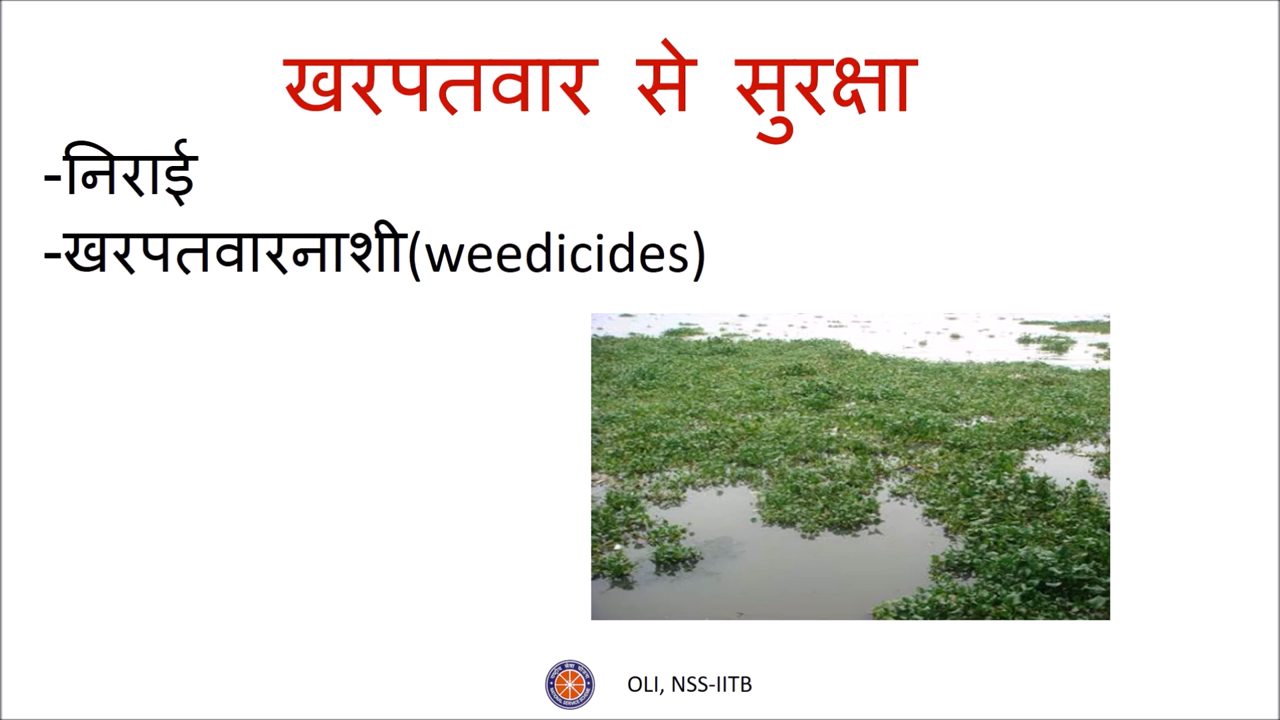 खरपतवार से सुरक्षा
-निराई
-खरपतवारनाशी(weedicides)
OLI, NSS-IITB